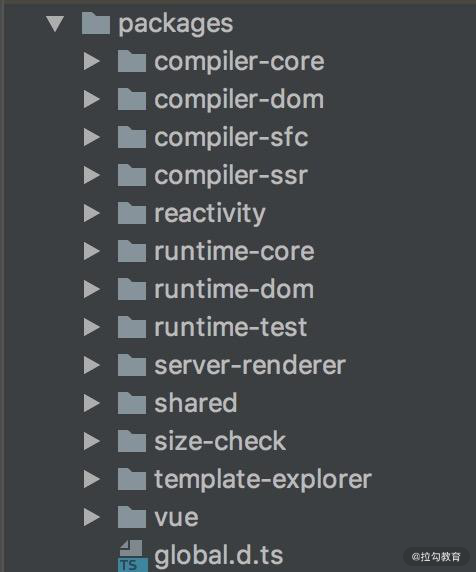 packages
compiler-core
compiler-dom
compiler-sfc
compiler-ssr
reactivity
runtime-core
runtime-dom
runtime-test
server-renderer
shared
size-check
template-explorer
vue
TS global.d.ts
@拉勾教育